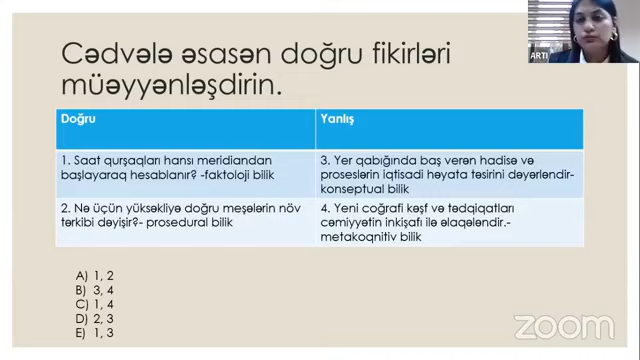 Cədvələ əsasən doğru fikirləri
müəyyənləşdirin.
Doğru
Yanlış
1. Saat qurşaqları hansı meridiandan
başlayaraq hesablanır? -faktoloji bilik
3. Yer qabığında baş verən hadisə və
proseslərin iqtisadi həyata təsirini dəyərləndir-
konseptual bilik
2. Nə üçün yüksəkliyə doğru meşələrin növ
tərkibi dəyişir?- prosedural bilik
4. Yeni coğrafi kəşf və tədqiqatları
cəmiyyətin inkişafı ilə əlaqələndir.-
metakoqnitiv bilik
A) 1, 2
B) 3, 4
C) 1, 4
D) 2, 3
E) 1, 3
ARTI
zoom